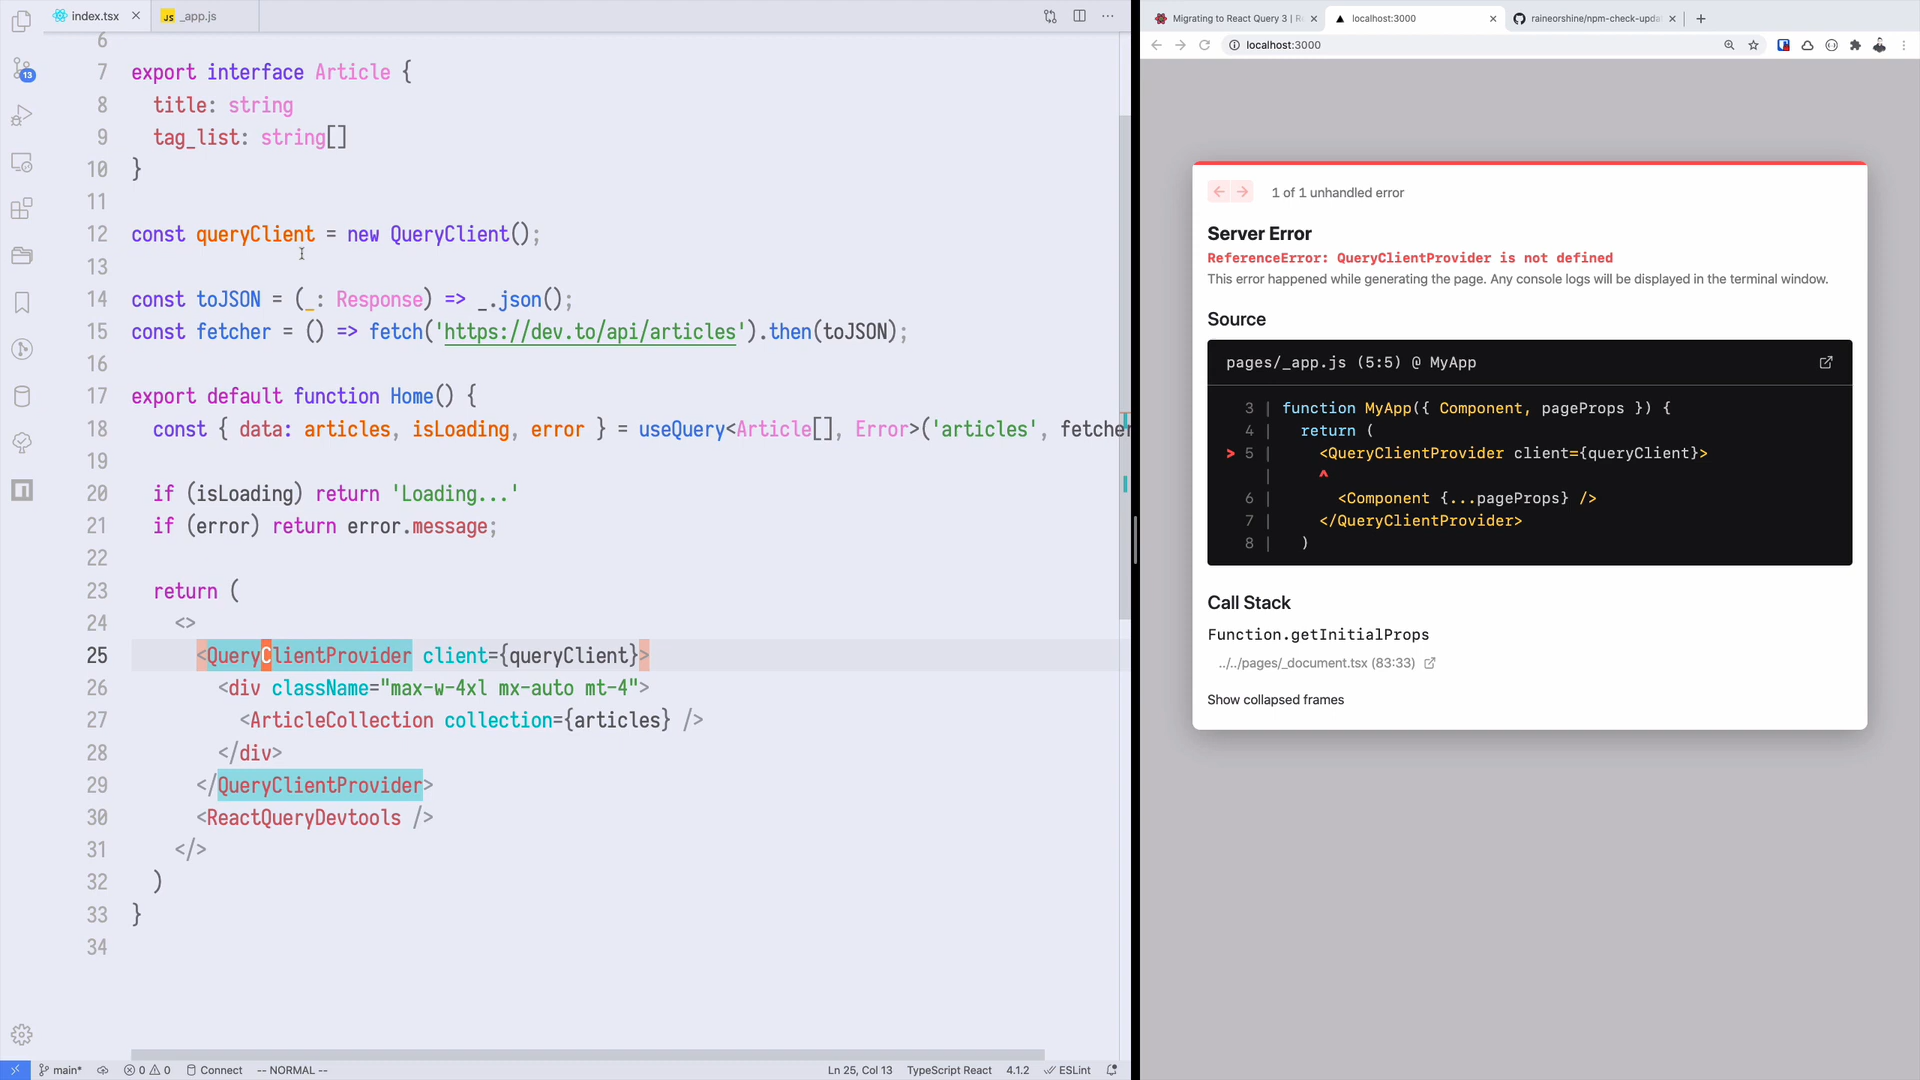 index.tsx
_app.js
Migrating to React Query 3 | R
localhost:3000
raineorshine/npm-check-upda
localhost:3000
13
6
7 export interface Article {
8 title: string
9 tag_list: string[]
10 }
11
12 const queryClient = new QueryClient();
13
14 const toJSON = (_: Response) => _.json();
15 const fetcher = () => fetch('https://dev.to/api/articles').then(toJSON);
16
17 export default function Home() {
18 const { data: articles, isLoading, error } = useQuery<Article[], Error>('articles', fetcher
19
20 if (isLoading) return 'Loading...'
21 if (error) return error.message;
22
23 return (
24 <>
25 <QueryClientProvider client={queryClient}>
26 <div className="max-w-4xl mx-auto mt-4">
27 <ArticleCollection collection={articles} />
28 </div>
29 </QueryClientProvider>
30 <ReactQueryDevtools />
31 </>
32 )
33 }
34
main*
0 0
Connect
-- NORMAL --
Ln 25, Col 13
TypeScript React
4.1.2
ESLint
1 of 1 unhandled error
Server Error
ReferenceError: QueryClientProvider is not defined
This error happened while generating the page. Any console logs will be displayed in the terminal window.
Source
pages/_app.js (5:5) @ MyApp
3 | function MyApp({ Component, pageProps }) {
4 | return (
> 5 | <QueryClientProvider client={queryClient}>
| ^
6 | <Component {...pageProps} />
7 | </QueryClientProvider>
8 | )
Call Stack
Function.getInitialProps
../../pages/_document.tsx (83:33)
Show collapsed frames